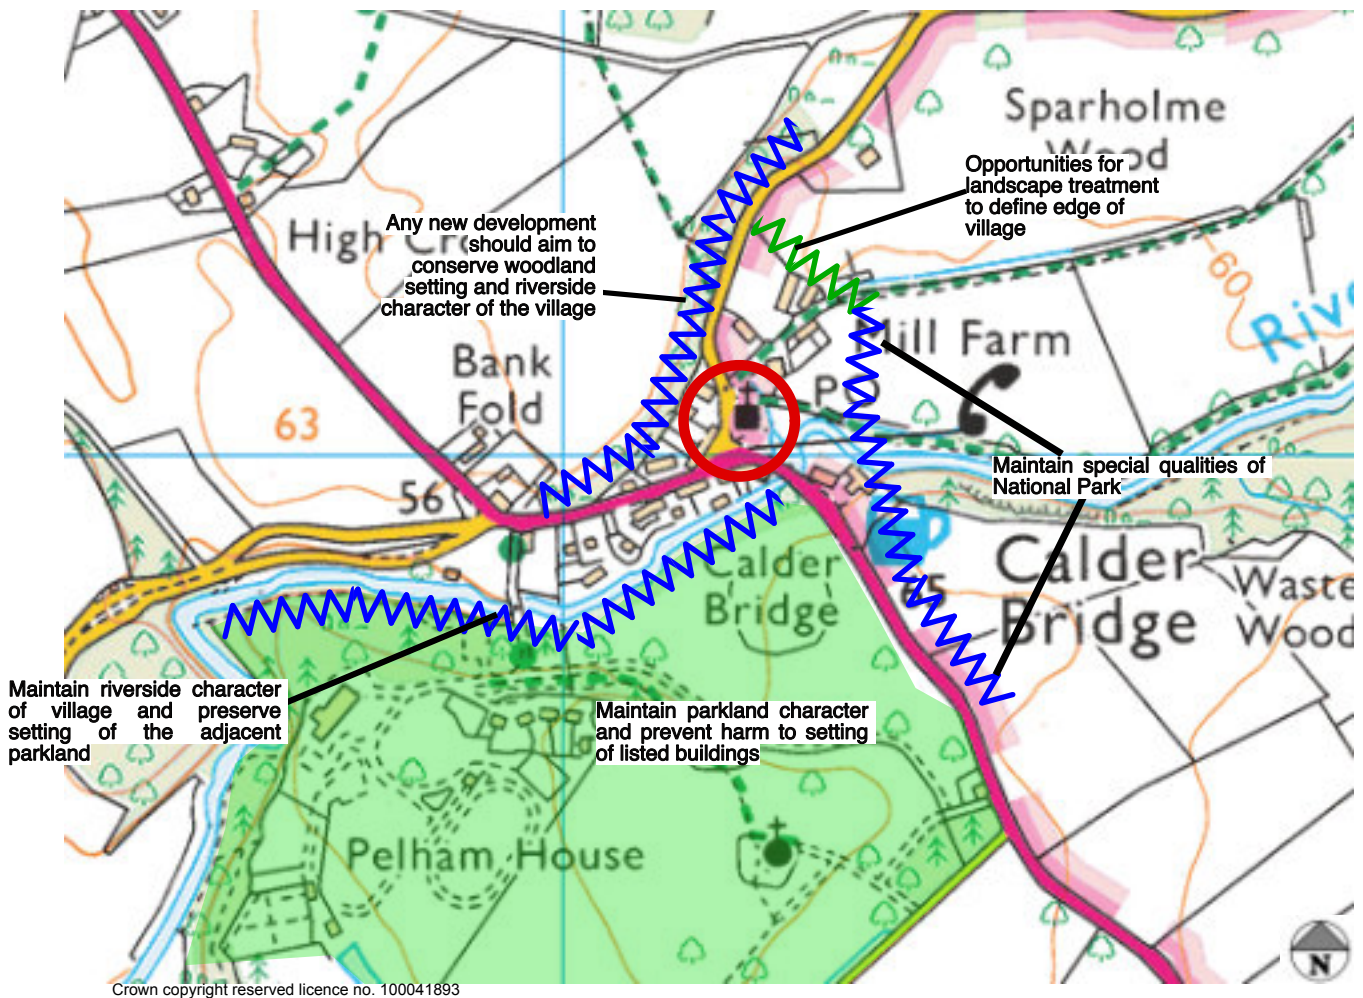 Sparholme
Wood
Opportunities for
landscape treatment
to define edge of
village
Any new development
should aim to
conserve woodland
setting and riverside
character of the village
High
60
Mill Farm
Bank
Fold
PO
63
56
Maintain special qualities of
National Park
Calder
Bridge
Calder
Bridge
Waste
Wood
Maintain riverside character
of village and preserve
setting of the adjacent
parkland
Maintain parkland character
and prevent harm to setting
of listed buildings
Pelham House
N
Crown copyright reserved licence no. 100041893